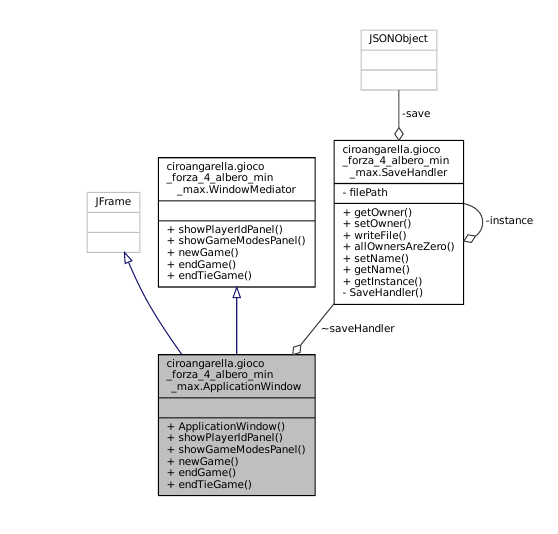 JSONObject
-save
ciroangarella.gioco
_forza_4_albero_min
_max.SaveHandler
- filePath
+ getOwner()
+ setOwner()
+ writeFile()
+ allOwnersAreZero()
+ setName()
+ getName()
+ getInstance()
- SaveHandler()
-instance
ciroangarella.gioco
_forza_4_albero_min
_max.WindowMediator
+ showPlayerIdPanel()
+ showGameModesPanel()
+ newGame()
+ endGame()
+ endTieGame()
JFrame
~saveHandler
ciroangarella.gioco
_forza_4_albero_min
_max.ApplicationWindow
+ ApplicationWindow()
+ showPlayerIdPanel()
+ showGameModesPanel()
+ newGame()
+ endGame()
+ endTieGame()